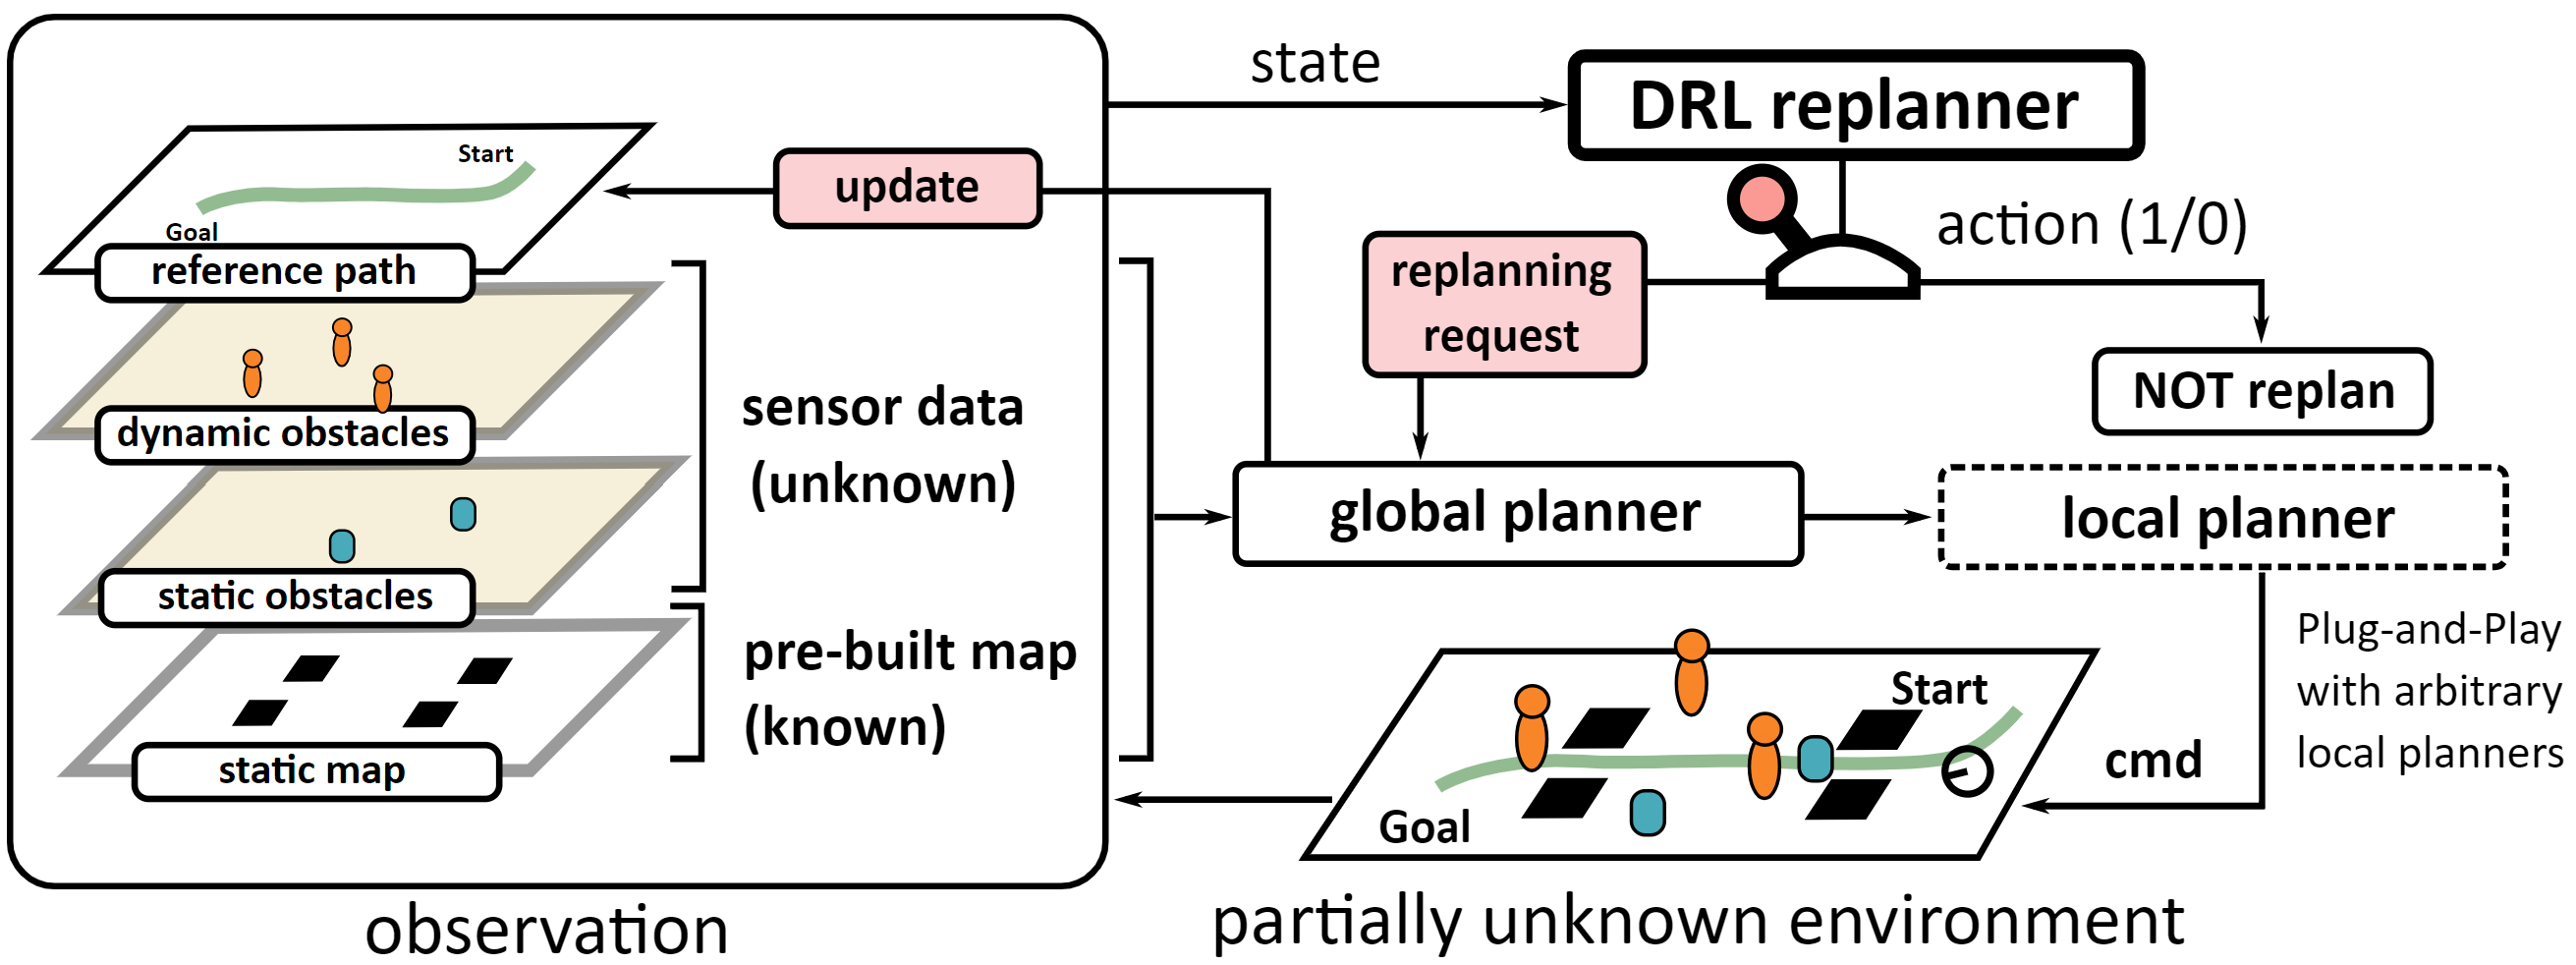 state
DRL replanner
Start
Goal
update
reference path
action (1/0)
replanning
request
NOT replan
dynamic obstacles
sensor data
(unknown)
static obstacles
global planner
local planner
pre-built map
(known)
static map
Plug-and-Play
with arbitrary
local planners
Start
Goal
cmd
observation
partially unknown environment